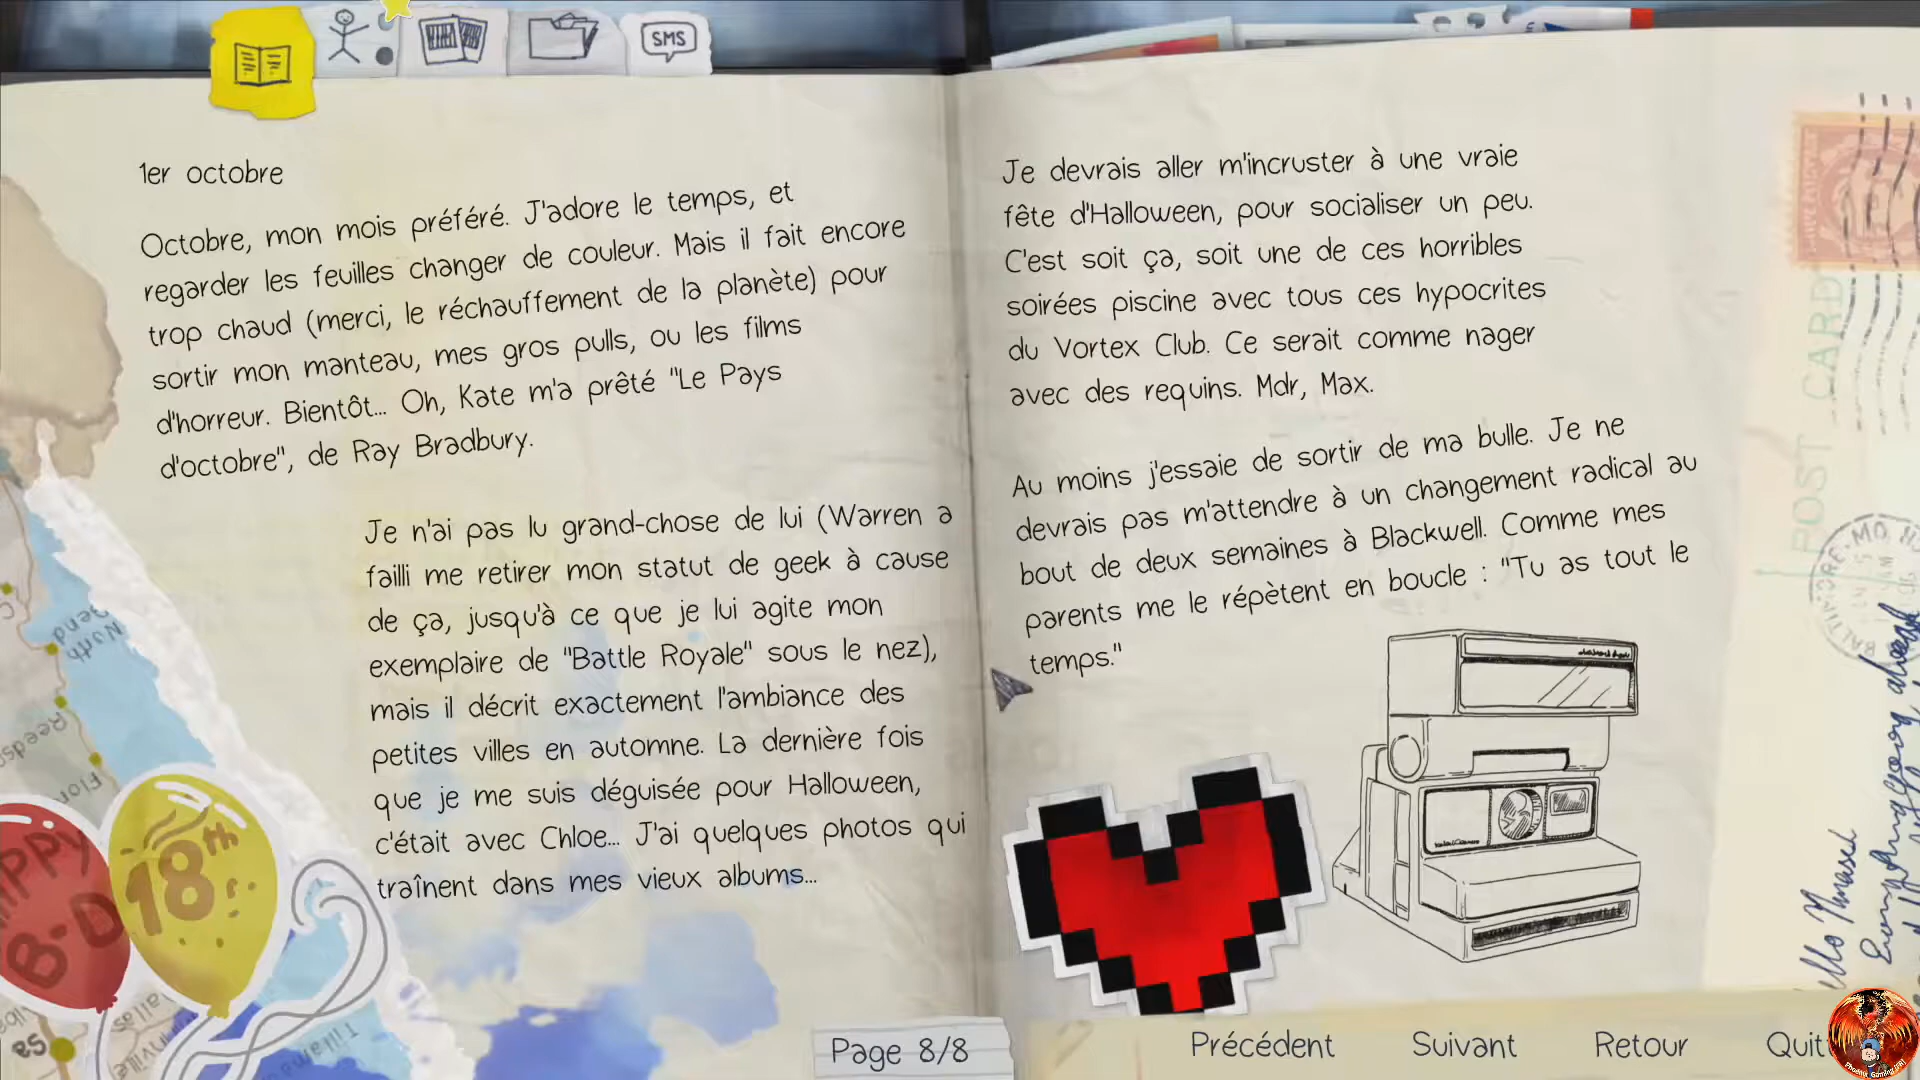 SMS
1er octobre
Octobre, mon mois préféré. J'adore le temps, et
regarder les feuilles changer de couleur. Mais il fait encore
trop chaud (merci, le réchauffement de la planète) pour
sortir mon manteau, mes gros pulls, ou les films
d'horreur. Bientôt... Oh, Kate m'a prêté "Le Pays
d'octobre", de Ray Bradbury.
Je n'ai pas lu grand-chose de lui (Warren a
failli me retirer mon statut de geek à cause
de ça, jusqu'à ce que je lui agite mon
exemplaire de "Battle Royale" sous le nez),
mais il décrit exactement l'ambiance des
petites villes en automne. La dernière fois
que je me suis déguisée pour Halloween,
c'était avec Chloe... J'ai quelques photos qui
traînent dans mes vieux albums...
Je devrais aller m'incruster à une vraie
fête d'Halloween, pour socialiser un peu.
C'est soit ça, soit une de ces horribles
soirées piscine avec tous ces hypocrites
du Vortex Club. Ce serait comme nager
avec des requins. Mdr, Max.
Au moins j'essaie de sortir de ma bulle. Je ne
devrais pas m'attendre à un changement radical au
bout de deux semaines à Blackwell. Comme mes
parents me le répètent en boucle : "Tu as tout le
temps."
POST CARD
North
Bend
18th
B-D
Page 8/8
Précédent
Suivant
Retour
Quit